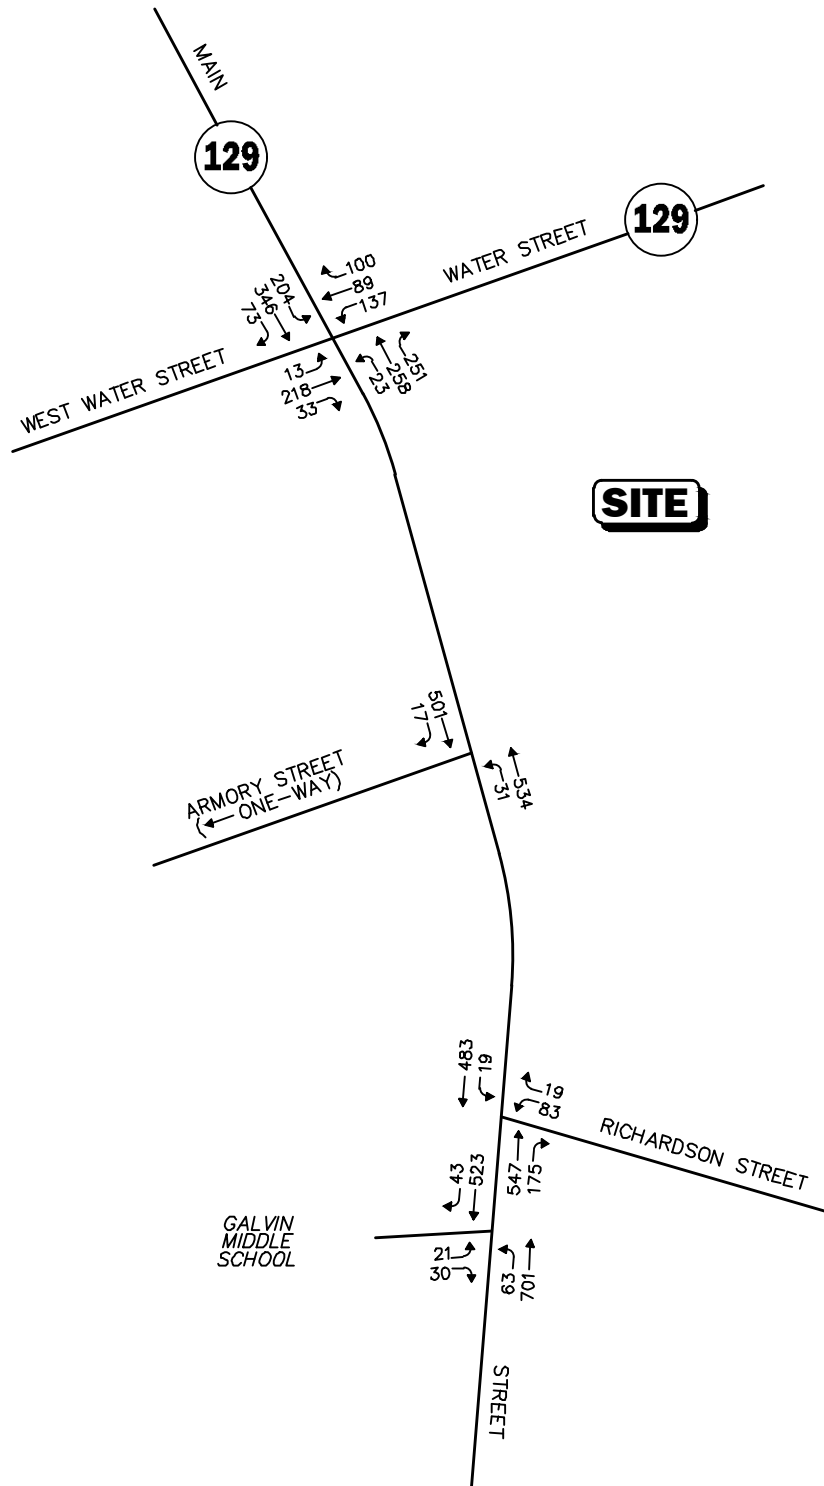 MAIN
129
129
WATER STREET
100
89
137
204
346
73
WEST WATER STREET
13
218
33
23
258
251
SITE
501
17
ARMORY STREET
(← ONE-WAY)
31
534
483
19
19
83
RICHARDSON STREET
43
523
547
175
GALVIN
MIDDLE
SCHOOL
21
30
63
701
STREET